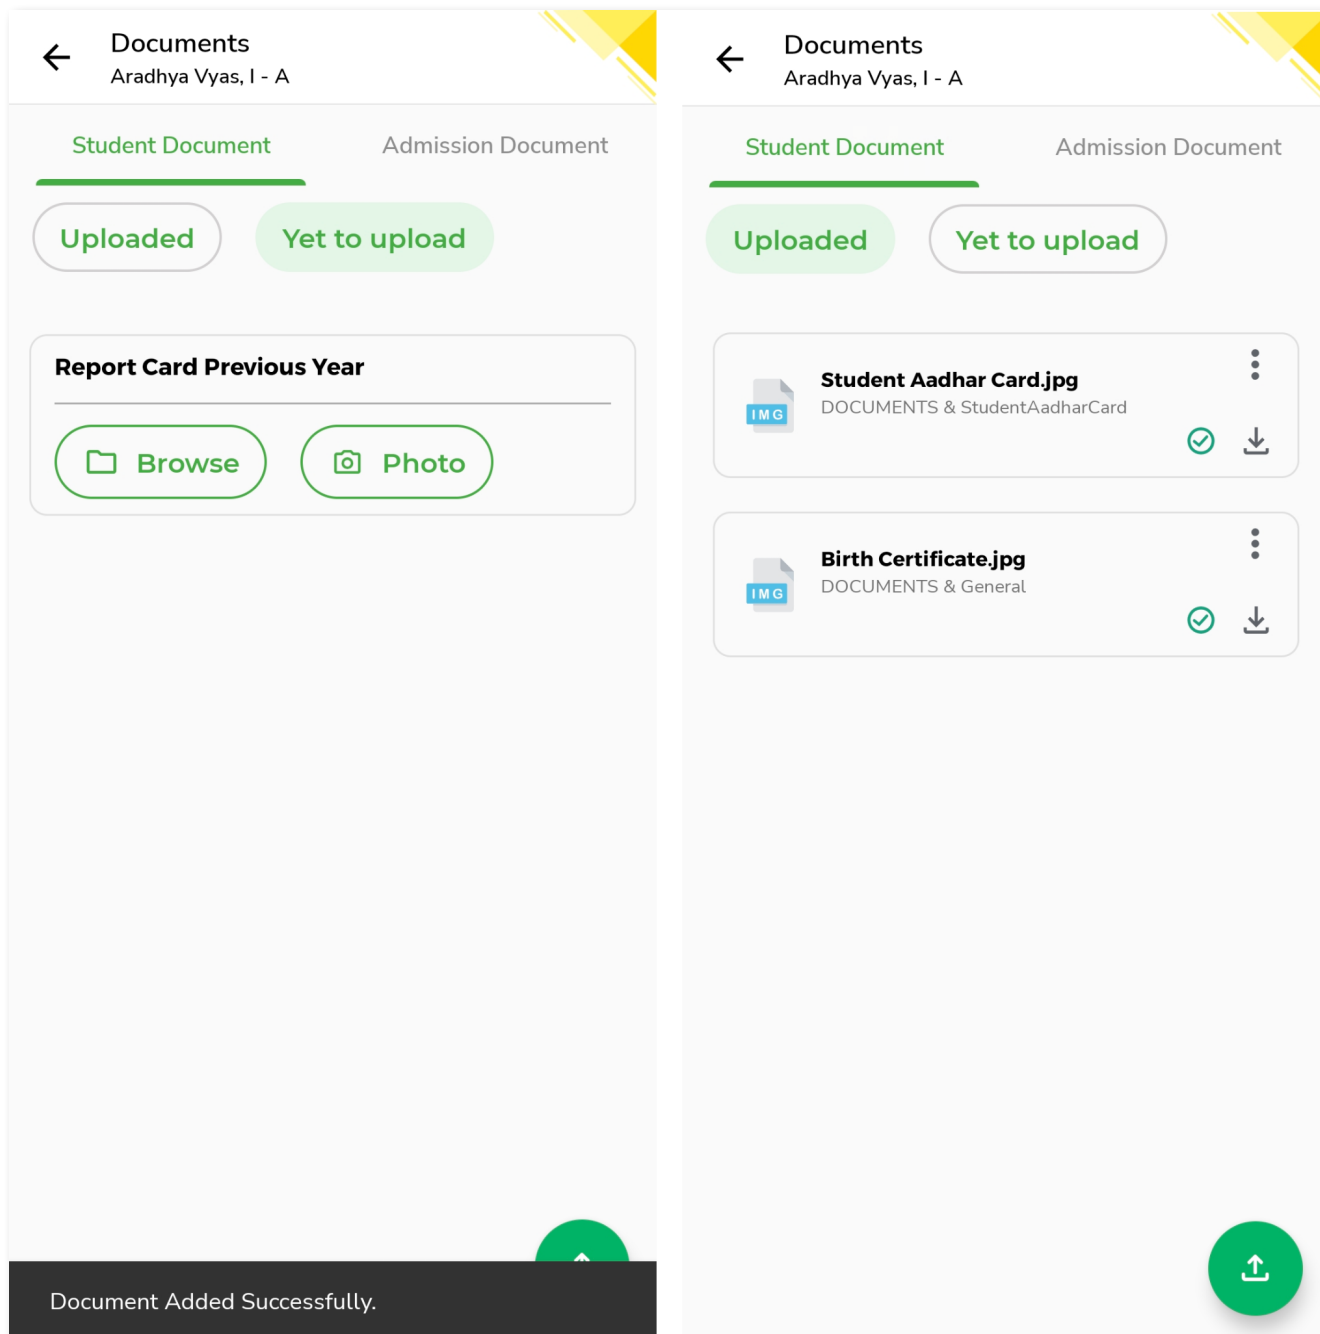 Documents
Aradhya Vyas, I - A
Student Document
Admission Document
Uploaded
Yet to upload
Report Card Previous Year
Browse
Photo
Document Added Successfully.
Documents
Aradhya Vyas, I - A
Student Document
Admission Document
Uploaded
Yet to upload
IMG
Student Aadhar Card.jpg
DOCUMENTS & StudentAadharCard
IMG
Birth Certificate.jpg
DOCUMENTS & General